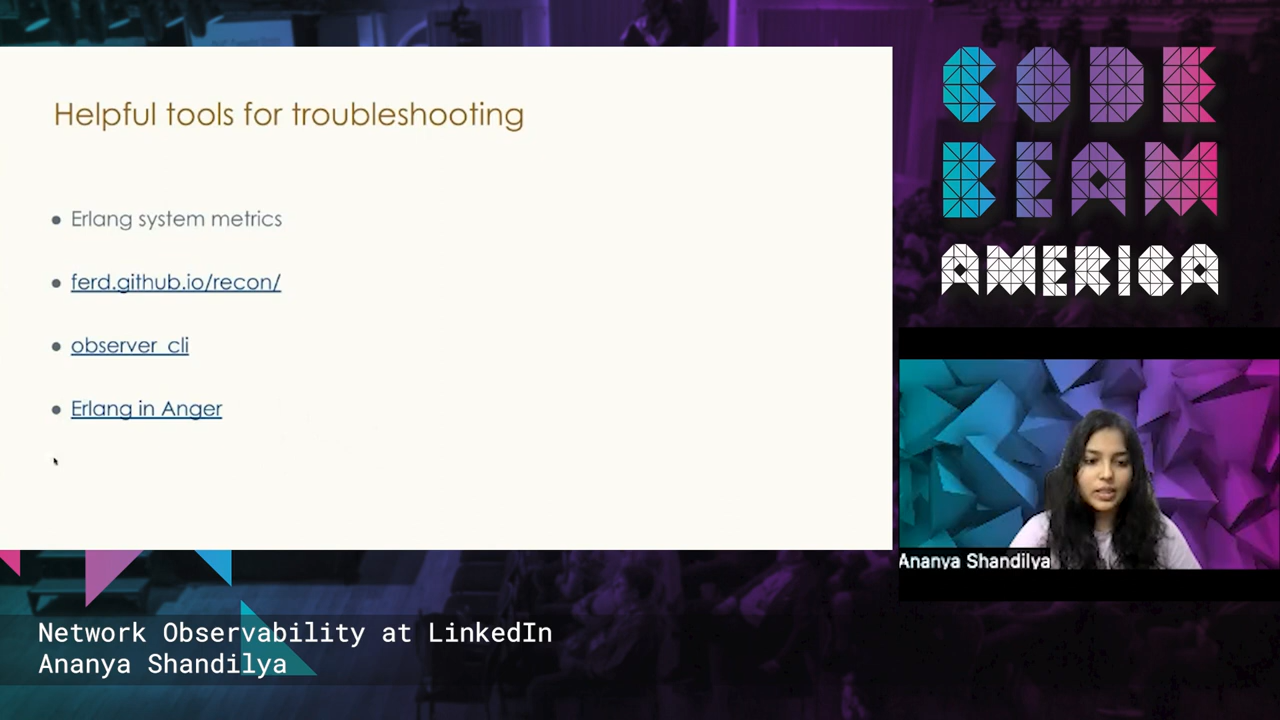 Helpful tools for troubleshooting
Erlang system metrics
ferd.github.io/recon/
observer_cli
Erlang in Anger
CODE
BEAM
AMERICA
Ananya Shandilya
Network Observability at LinkedIn
Ananya Shandilya